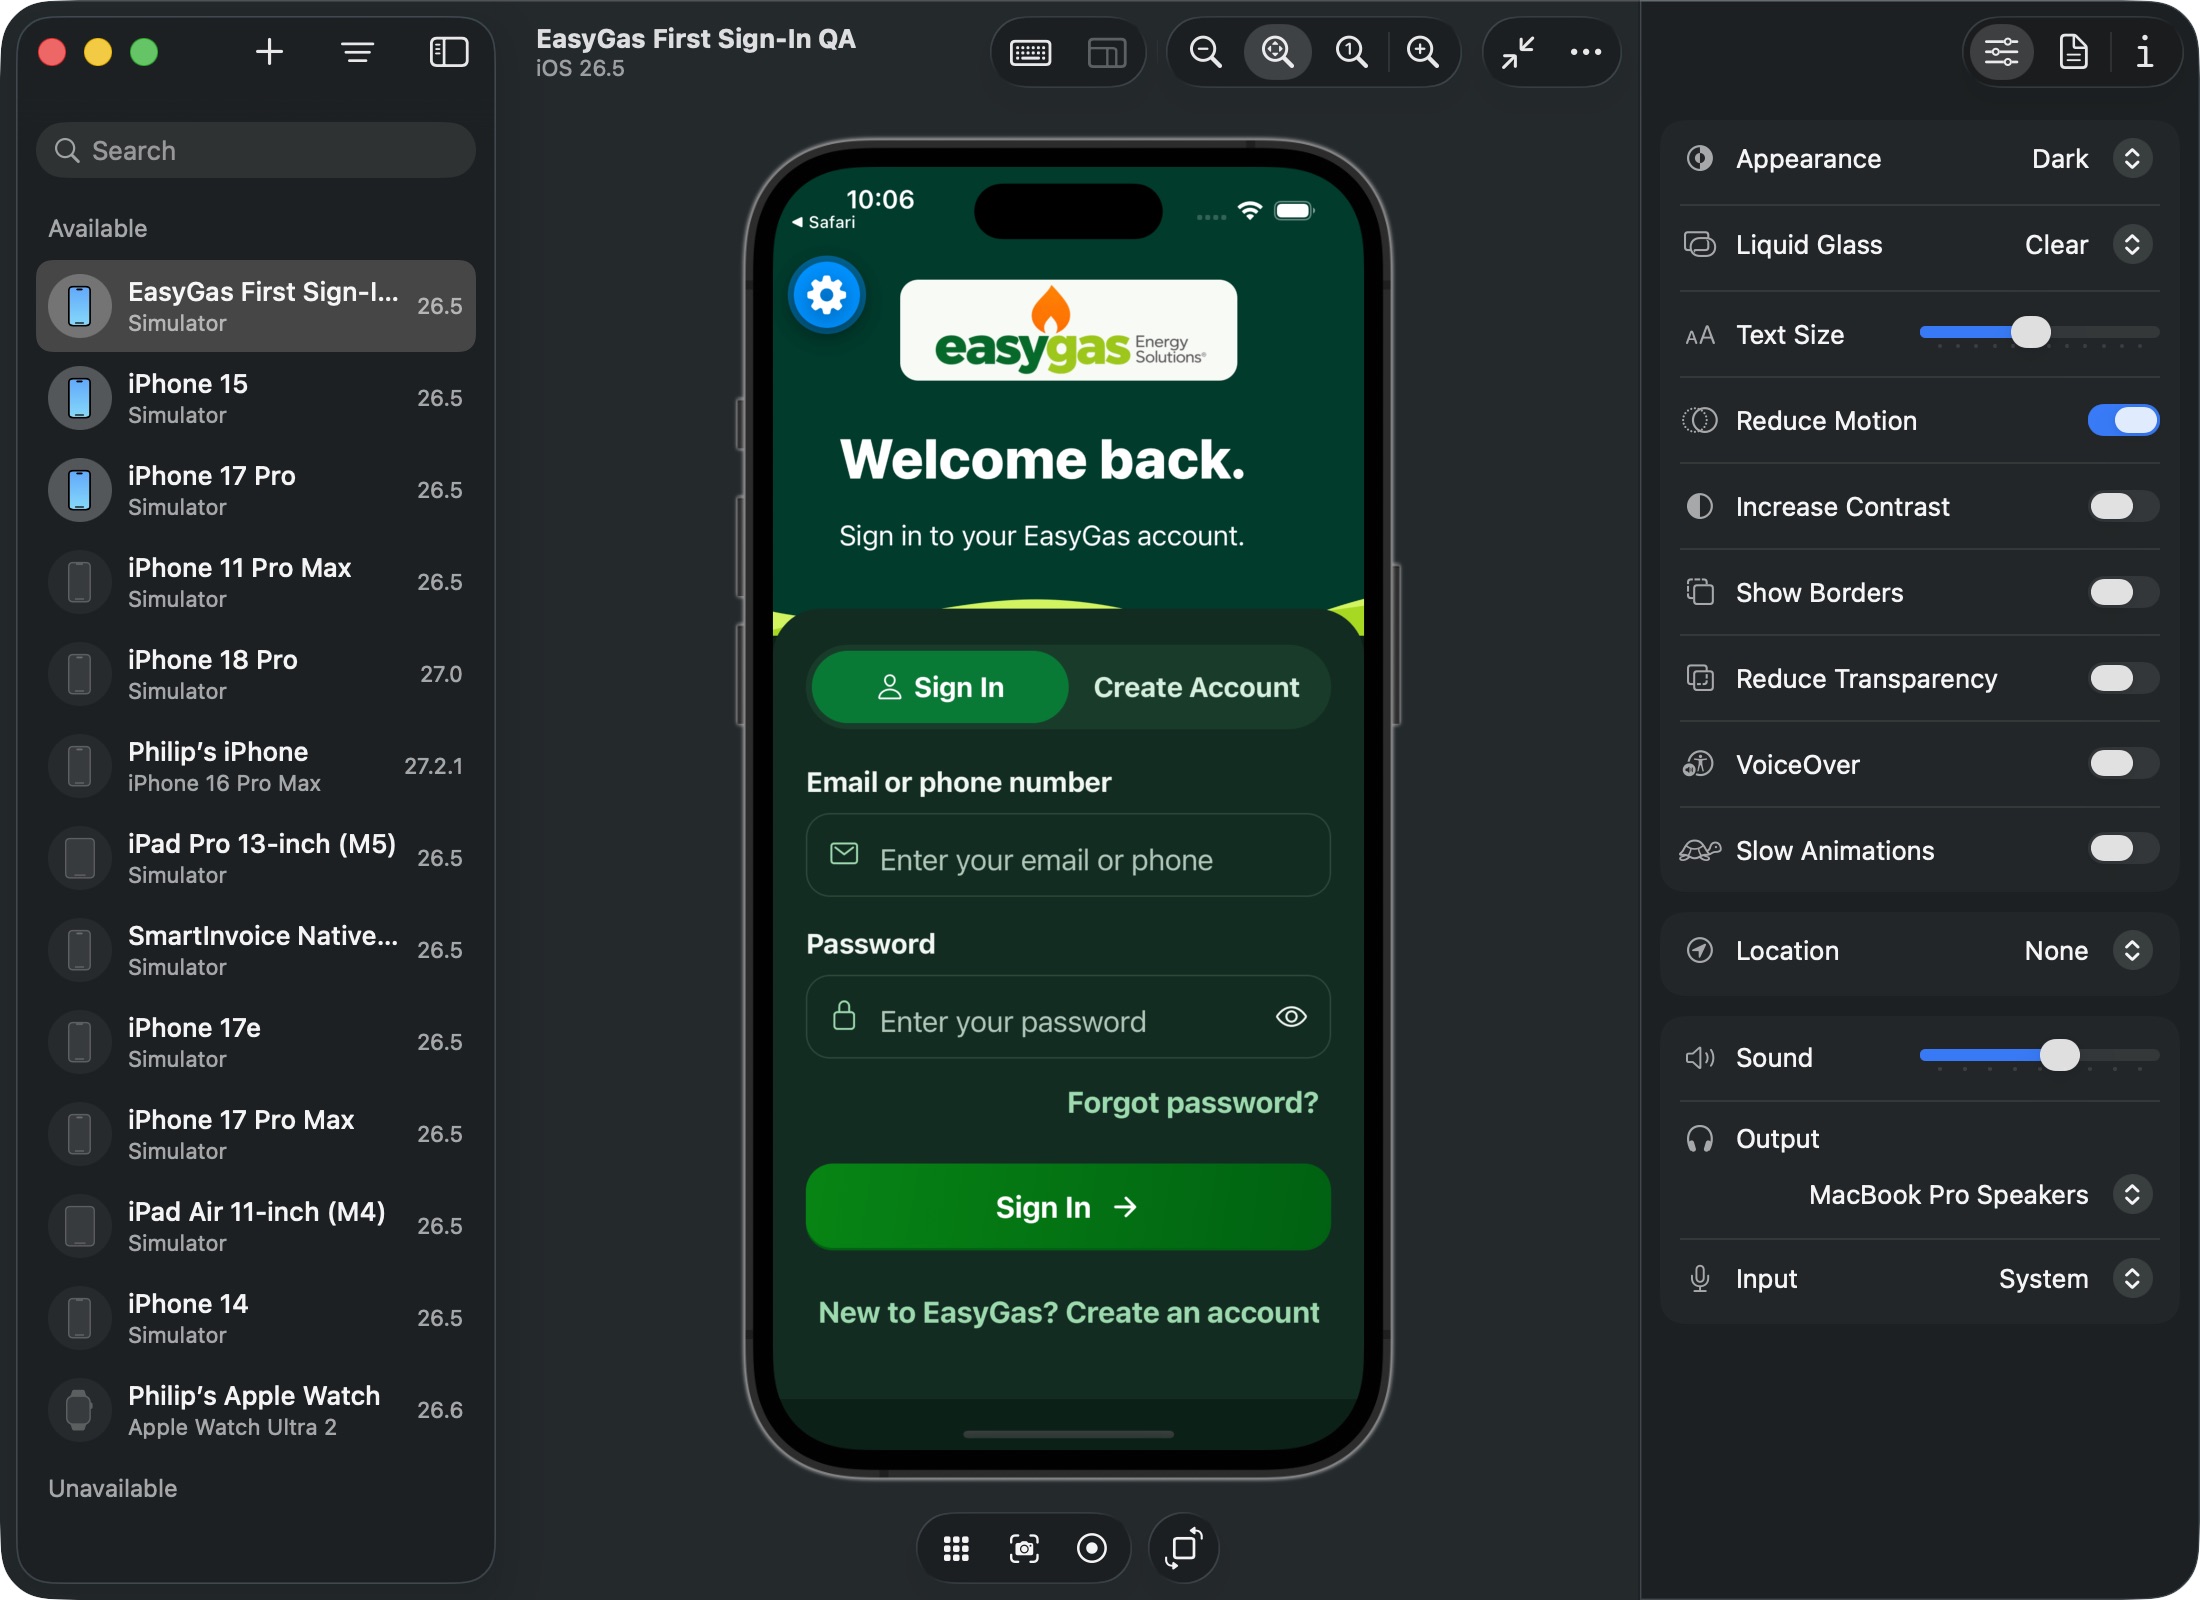 EasyGas First Sign-In QA
iOS 26.5
Search
Available
EasyGas First Sign-I...
Simulator
26.5
iPhone 15
Simulator
26.5
iPhone 17 Pro
Simulator
26.5
iPhone 11 Pro Max
Simulator
26.5
iPhone 18 Pro
Simulator
27.0
Philip’s iPhone
iPhone 16 Pro Max
27.2.1
iPad Pro 13-inch (M5)
Simulator
26.5
SmartInvoice Native...
Simulator
26.5
iPhone 17e
Simulator
26.5
iPhone 17 Pro Max
Simulator
26.5
iPad Air 11-inch (M4)
Simulator
26.5
iPhone 14
Simulator
26.5
Philip’s Apple Watch
Apple Watch Ultra 2
26.6
Unavailable
10:06
◀ Safari
easygas Energy Solutions®
Welcome back.
Sign in to your EasyGas account.
Sign In
Create Account
Email or phone number
Enter your email or phone
Password
Enter your password
Forgot password?
Sign In →
New to EasyGas? Create an account
Appearance
Dark
Liquid Glass
Clear
AA Text Size
Reduce Motion
Increase Contrast
Show Borders
Reduce Transparency
VoiceOver
Slow Animations
Location
None
Sound
Output
MacBook Pro Speakers
Input
System